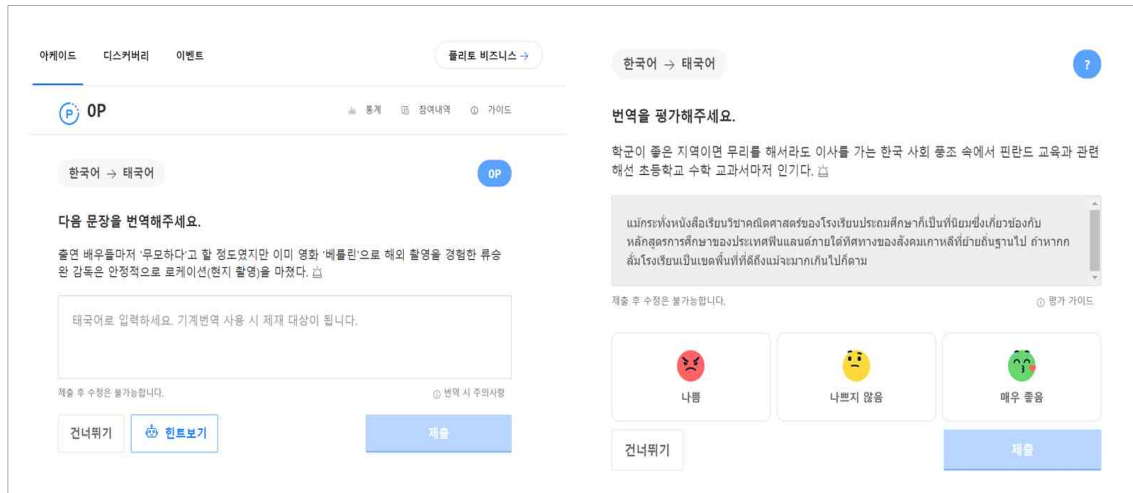 아케이드 디스커버리 이벤트 플리토 비즈니스 →
P 0P 통계 참여내역 가이드
한국어 → 태국어 0P
다음 문장을 번역해주세요.
출연 배우들마저 '무모하다'고 할 정도였지만 이미 영화 '베를린'으로 해외 촬영을 경험한 류승
완 감독은 안정적으로 로케이션(현지 촬영)을 마쳤다.
태국어로 입력하세요. 기계번역 사용 시 제재 대상이 됩니다.
제출 후 수정은 불가능합니다. 번역 시 주의사항
건너뛰기 힌트보기 제출
한국어 → 태국어 ?
번역을 평가해주세요.
학군이 좋은 지역이면 무리를 해서라도 이사를 가는 한국 사회 풍조 속에서 핀란드 교육과 관련
해선 초등학교 수학 교과서마저 인기다.
แม้กระทั่งหนังสือเรียนวิชาคณิตศาสตร์ของโรงเรียนประถมศึกษาก็เป็นที่นิยมซึ่งเกี่ยวข้องกับ
หลักสูตรการศึกษาของประเทศฟินแลนด์ภายใต้ทิศทางของสังคมเกาหลีที่ย้ายถิ่นฐานไป ถ้าหากก
ลุ่มโรงเรียนเป็นเขตพื้นที่ที่ดีถึงแม้จะมากเกินไปก็ตาม
제출 후 수정은 불가능합니다. 평가 가이드
나쁨 나쁘지 않음 매우 좋음
건너뛰기 제출